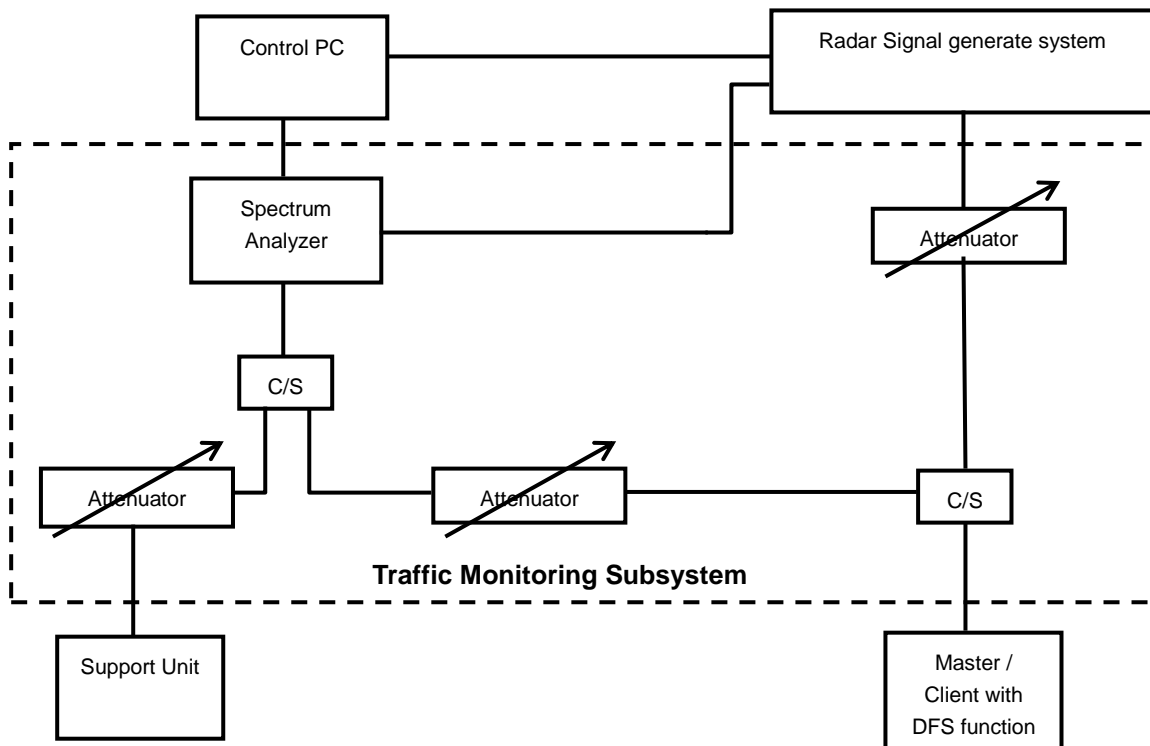 Control PC
Radar Signal generate system
Spectrum
Analyzer
Attenuator
C/S
Attenuator
Attenuator
C/S
Traffic Monitoring Subsystem
Support Unit
Master /
Client with
DFS function